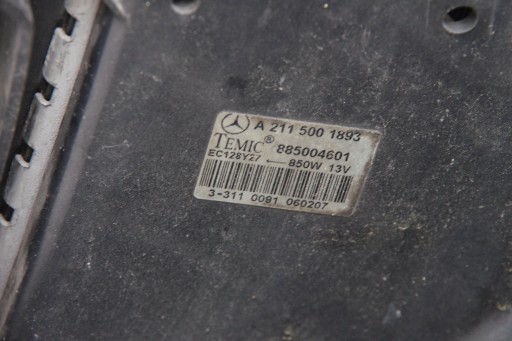 A 211 500 1893
TEMIC® 885004601
EC128Y27 850W 13V
3-311 0091 060207